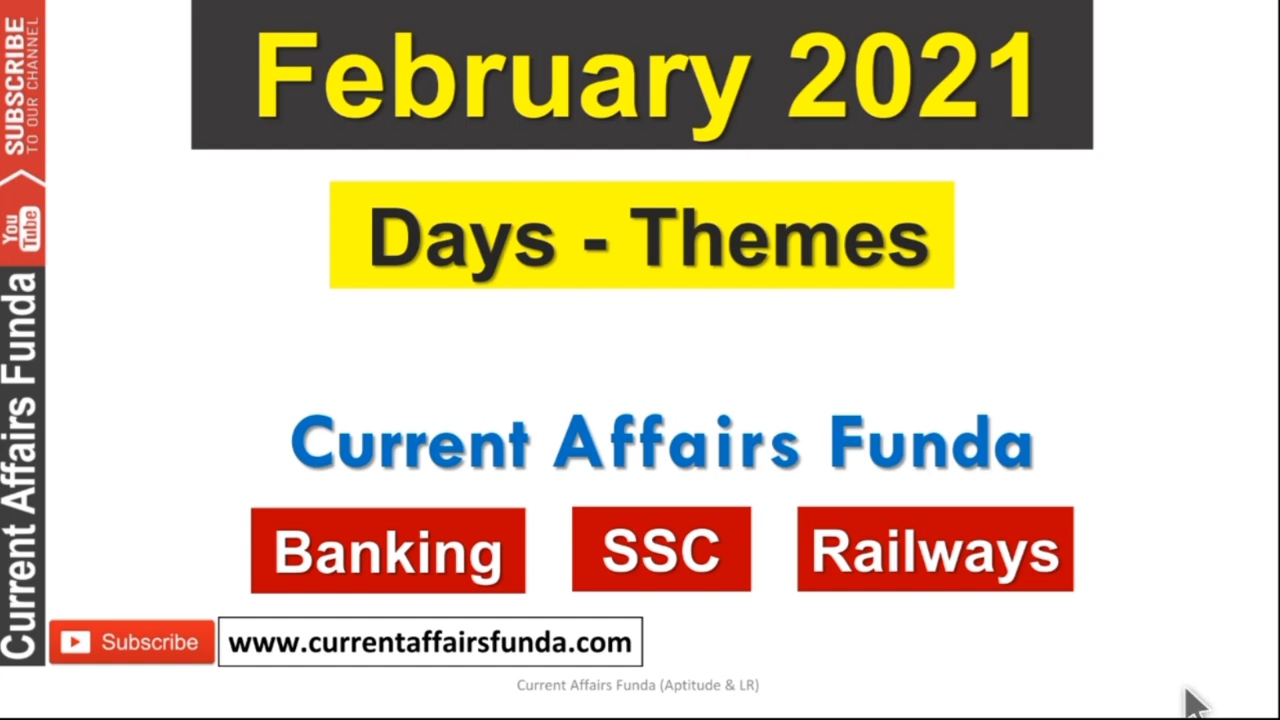 February 2021
Days - Themes
Current Affairs Funda
Banking SSC Railways
Subscribe
www.currentaffairsfunda.com
Current Affairs Funda (Aptitude & LR)
SUBSCRIBE
TO OUR CHANNEL
You
Tube
Current Affairs Funda